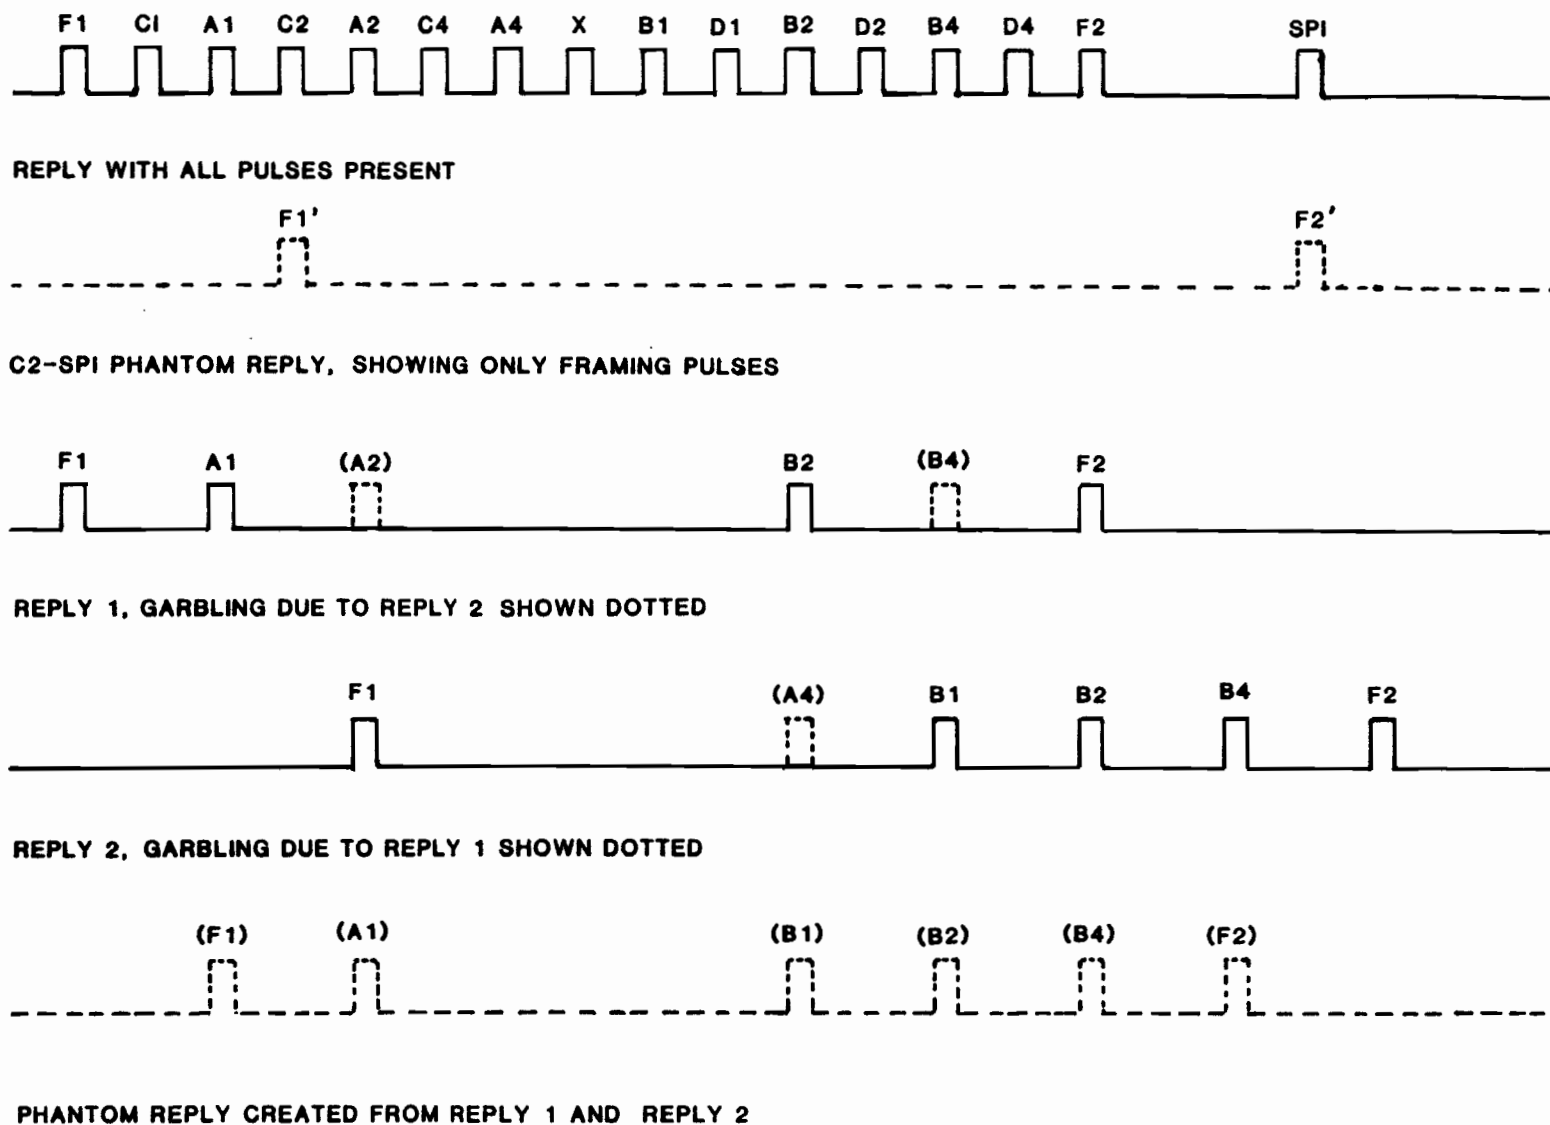 F1 CI A1 C2 A2 C4 A4 X B1 D1 B2 D2 B4 D4 F2 SPI
REPLY WITH ALL PULSES PRESENT
F1' F2'
C2-SPI PHANTOM REPLY, SHOWING ONLY FRAMING PULSES
F1 A1 (A2) B2 (B4) F2
REPLY 1, GARBLING DUE TO REPLY 2 SHOWN DOTTED
F1 (A4) B1 B2 B4 F2
REPLY 2, GARBLING DUE TO REPLY 1 SHOWN DOTTED
(F1) (A1) (B1) (B2) (B4) (F2)
PHANTOM REPLY CREATED FROM REPLY 1 AND REPLY 2